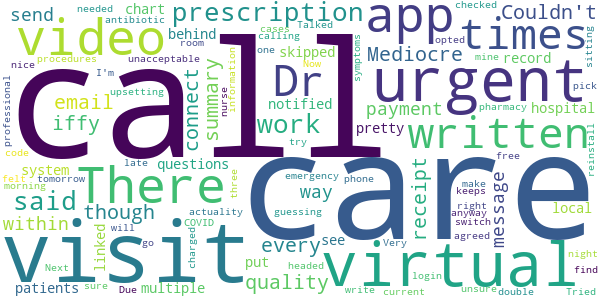 send
needed
chart
antibiotic
prescription
app
times
Couldn't
checked
opted
video
behind
room
calling
cases
Talked
one
skipped
Mediocre
record
mine
sitting
nice
procedures
I'm
unacceptable
upsetting
call
Dr
Now
information
symptoms
urgent
pick
professional
email
iffy
connect
summary
nurse
notified
work
try
payment
pretty
hospital
pharmacy
written
reinstall
code
system
late
questions
felt
tomorrow
morning
There
said
though
within
linked
will
go
patients
Next
sure
Due
multiple
visit
actuality
COVID
charged
every
put
quality
headed
guessing
three
emergency
phone
way
see
Very
care
receipt
message
make
keeps
free
right
anyway
switch
agreed
local
virtual
night
find
write
current
login
unsure
double
Tried